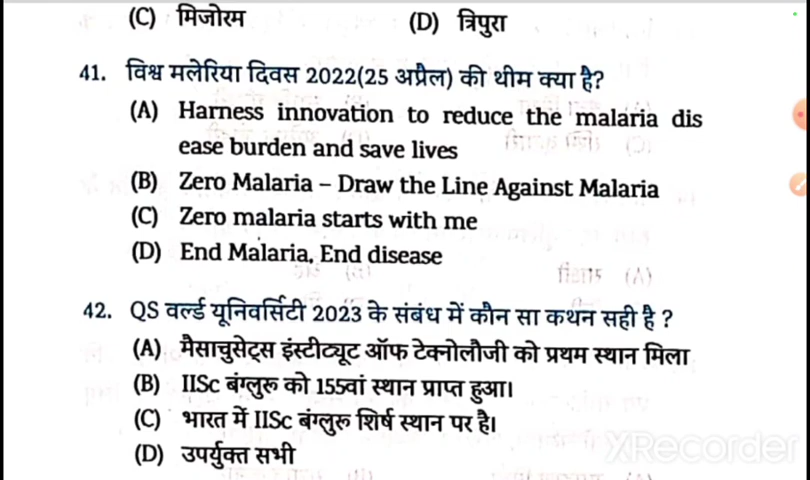 (C) मिजोरम (D) त्रिपुरा
41. विश्व मलेरिया दिवस 2022(25 अप्रैल) की थीम क्या है?
(A) Harness innovation to reduce the malaria dis
ease burden and save lives
(B) Zero Malaria – Draw the Line Against Malaria
(C) Zero malaria starts with me
(D) End Malaria, End disease
42. QS वर्ल्ड यूनिवर्सिटी 2023 के संबंध में कौन सा कथन सही है ?
(A) मैसाचुसेट्स इंस्टीट्यूट ऑफ टेक्नोलॉजी को प्रथम स्थान मिला
(B) IISc बंग्लुरू को 155वां स्थान प्राप्त हुआ।
(C) भारत में IISc बंग्लुरू शिर्ष स्थान पर है।
(D) उपर्युक्त सभी
XRecorder